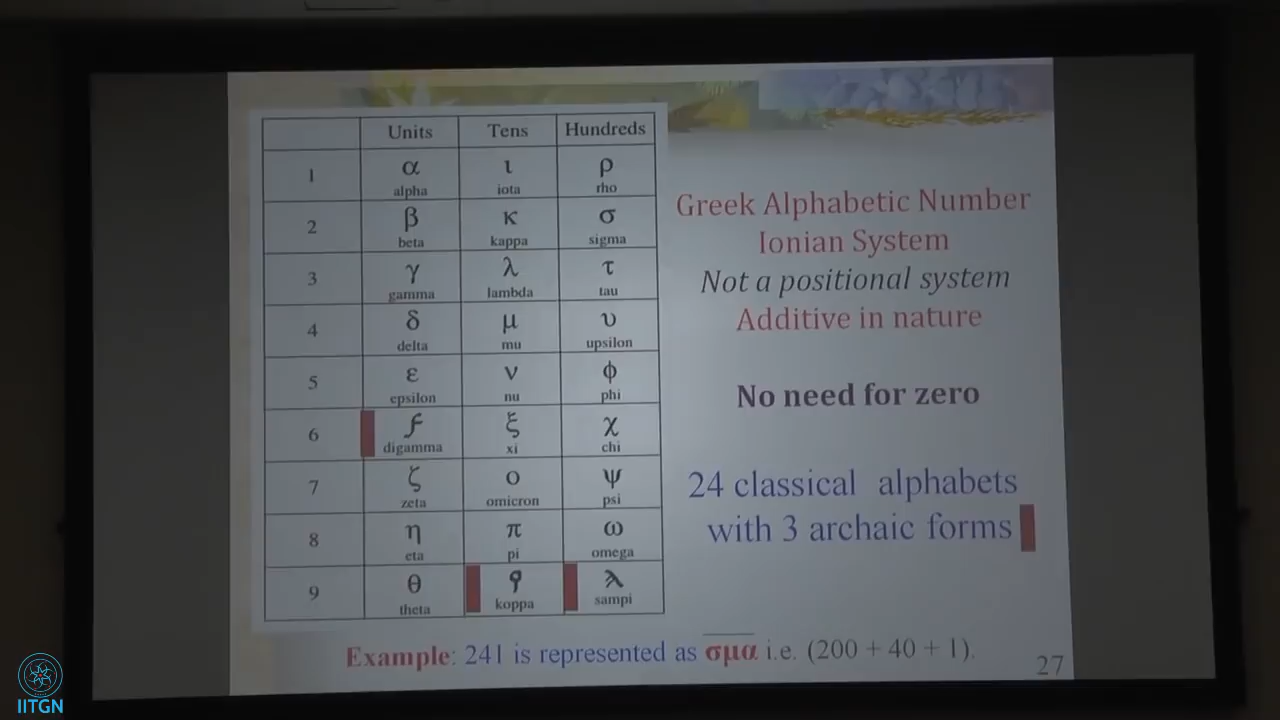 Units Tens Hundreds
1 α ι ρ
alpha iota rho
2 β κ σ
beta kappa sigma
3 γ λ τ
gamma lambda tau
4 δ μ υ
delta mu upsilon
5 ε ν φ
epsilon nu phi
6 ϝ ξ χ
digamma xi chi
7 ζ ο ψ
zeta omicron psi
8 η π ω
eta pi omega
9 θ ϙ ϡ
theta koppa sampi
Greek Alphabetic Number
Ionian System
Not a positional system
Additive in nature
No need for zero
24 classical alphabets
with 3 archaic forms
Example: 241 is represented as σμα i.e. (200 + 40 + 1).
27
IITGN